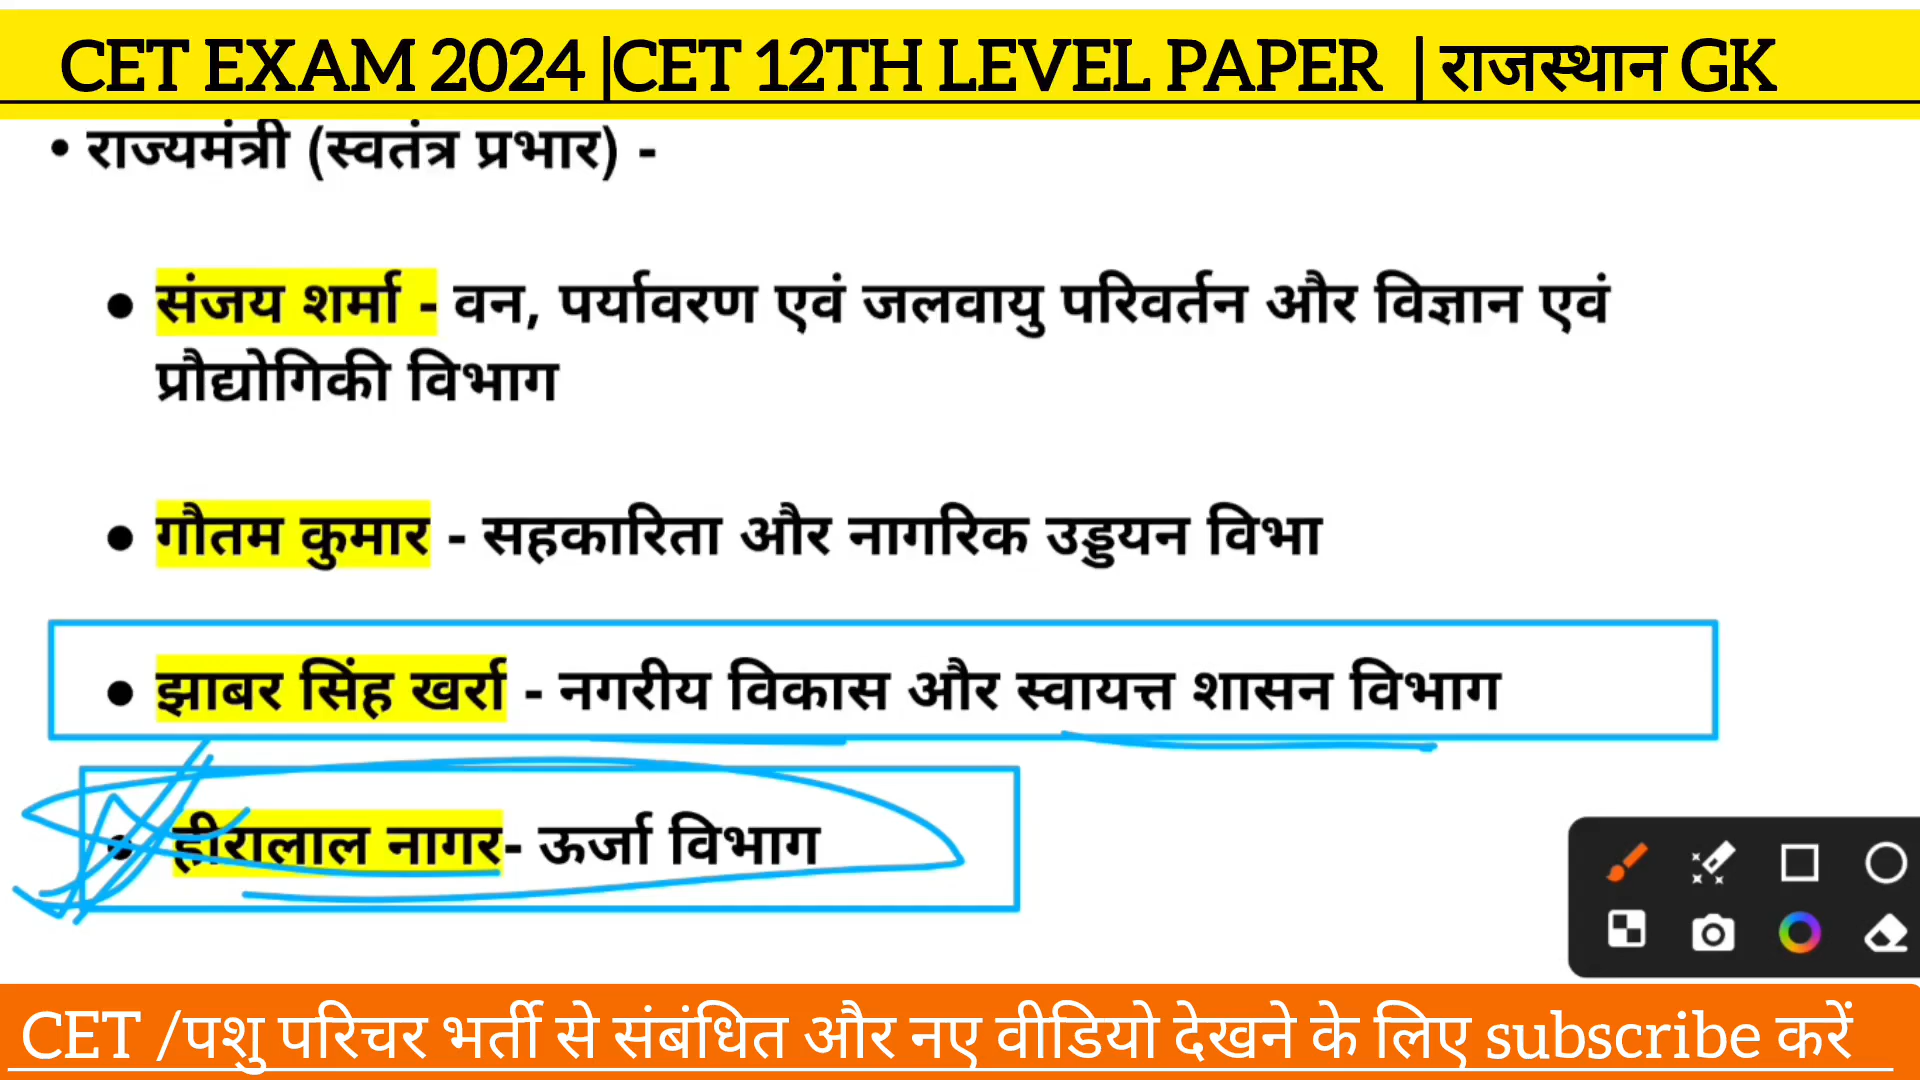 CET EXAM 2024 |CET 12TH LEVEL PAPER | राजस्थान GK
• राज्यमंत्री (स्वतंत्र प्रभार) -
● संजय शर्मा - वन, पर्यावरण एवं जलवायु परिवर्तन और विज्ञान एवं
प्रौद्योगिकी विभाग
● गौतम कुमार - सहकारिता और नागरिक उड्डयन विभा
● झाबर सिंह खर्रा - नगरीय विकास और स्वायत्त शासन विभाग
● हीरालाल नागर- ऊर्जा विभाग
CET /पशु परिचर भर्ती से संबंधित और नए वीडियो देखने के लिए subscribe करें